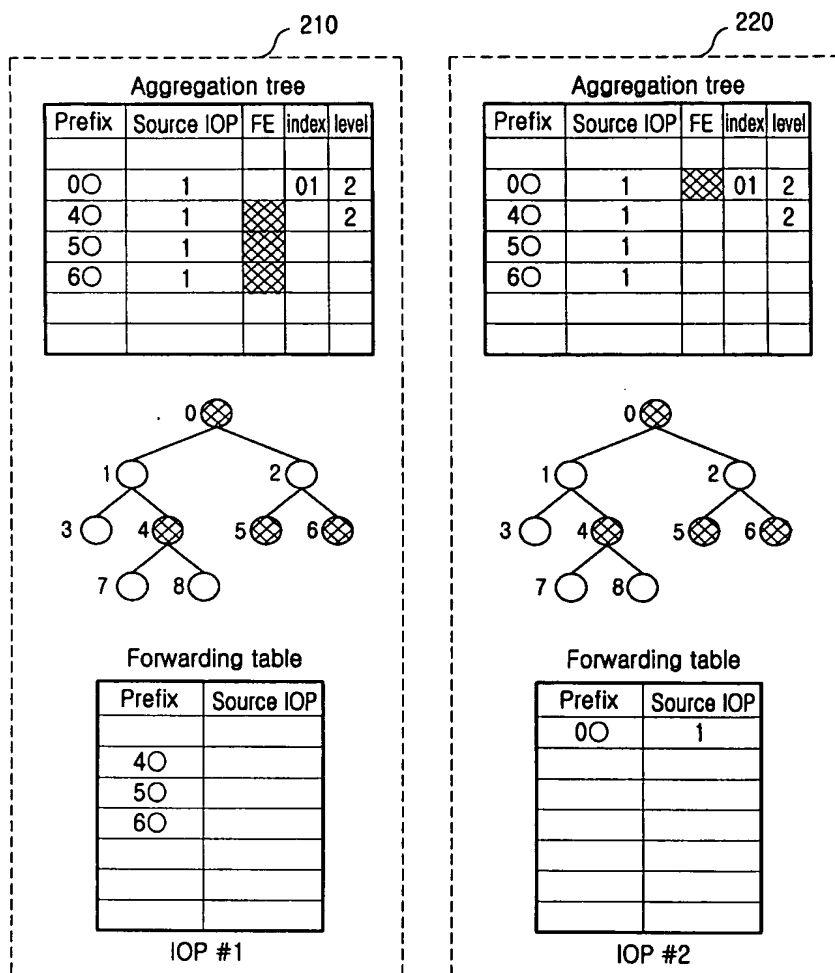 210
Aggregation tree
Prefix Source IOP FE index level
0○ 1 01 2
4○ 1 2
5○ 1
6○ 1
0
1 2
3 4 5 6
7 8
Forwarding table
Prefix Source IOP
4○
5○
6○
IOP #1
220
Aggregation tree
Prefix Source IOP FE index level
0○ 1 01 2
4○ 1 2
5○ 1
6○ 1
0
1 2
3 4 5 6
7 8
Forwarding table
Prefix Source IOP
0○ 1
IOP #2